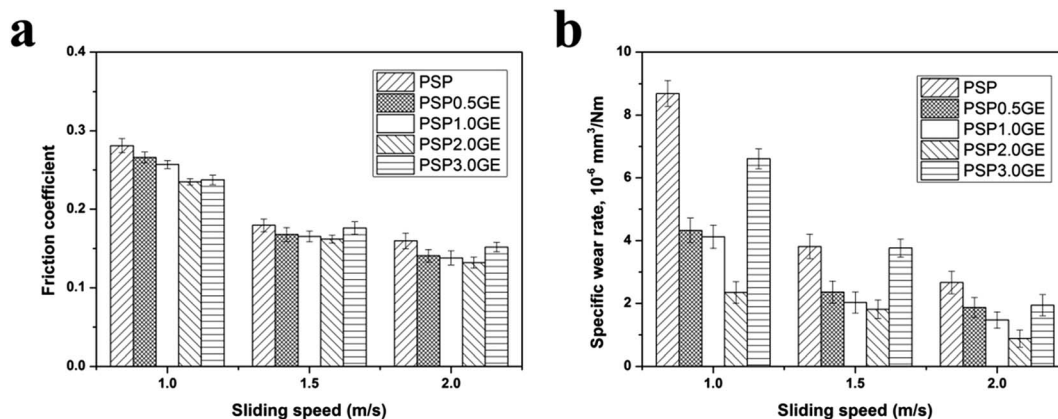 a
0.4
0.3
0.2
0.1
0.0
Friction coefficient
PSP
PSP0.5GE
PSP1.0GE
PSP2.0GE
PSP3.0GE
1.0 1.5 2.0
Sliding speed (m/s)
b
10
8
6
4
2
0
Specific wear rate, 10⁻⁶ mm³/Nm
PSP
PSP0.5GE
PSP1.0GE
PSP2.0GE
PSP3.0GE
1.0 1.5 2.0
Sliding speed (m/s)